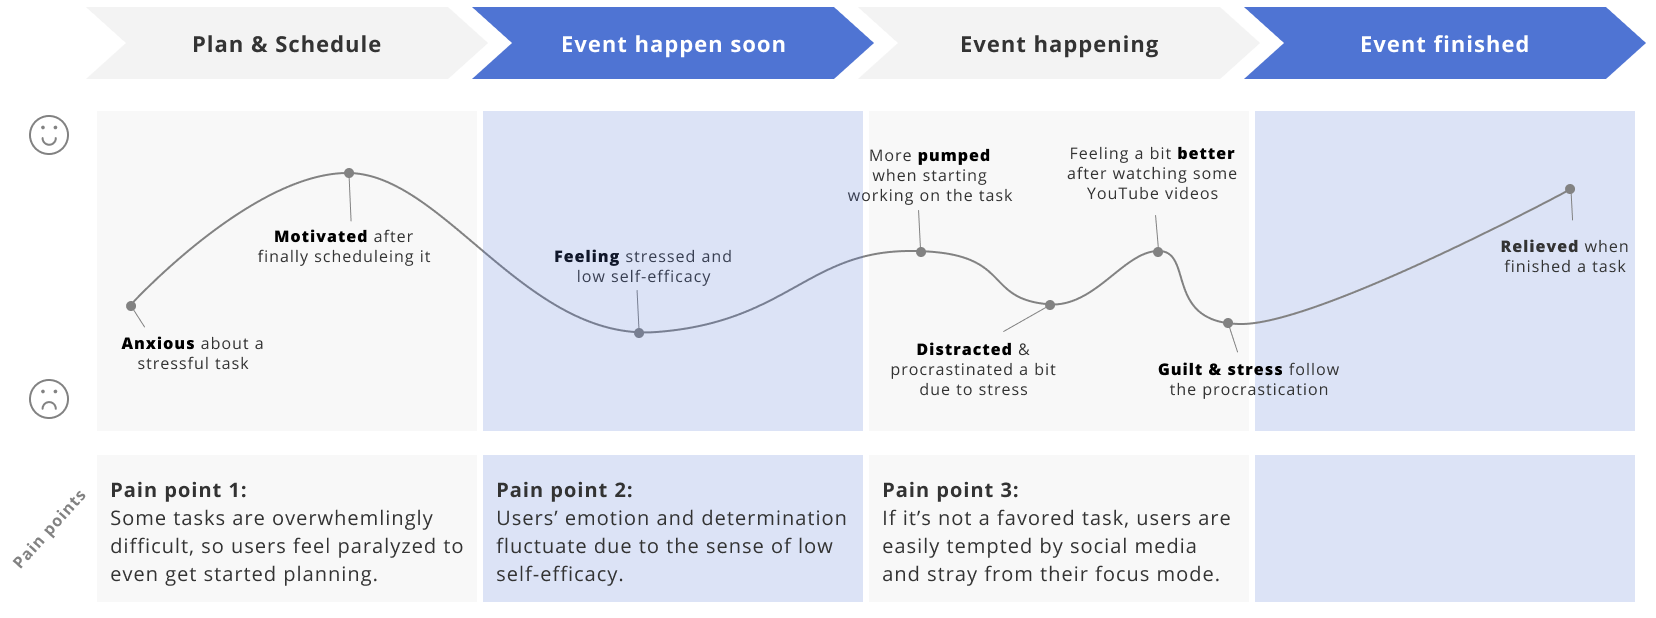 Plan & Schedule
Event happen soon
Event happening
Event finished
Anxious about a
stressful task
Motivated after
finally scheduleing it
Feeling stressed and
low self-efficacy
More pumped
when starting
working on the task
Distracted &
procrastinated a bit
due to stress
Feeling a bit better
after watching some
YouTube videos
Guilt & stress follow
the procrastication
Relieved when
finished a task
Pain points
Pain point 1:
Some tasks are overwhemlingly
difficult, so users feel paralyzed to
even get started planning.
Pain point 2:
Users’ emotion and determination
fluctuate due to the sense of low
self-efficacy.
Pain point 3:
If it’s not a favored task, users are
easily tempted by social media
and stray from their focus mode.